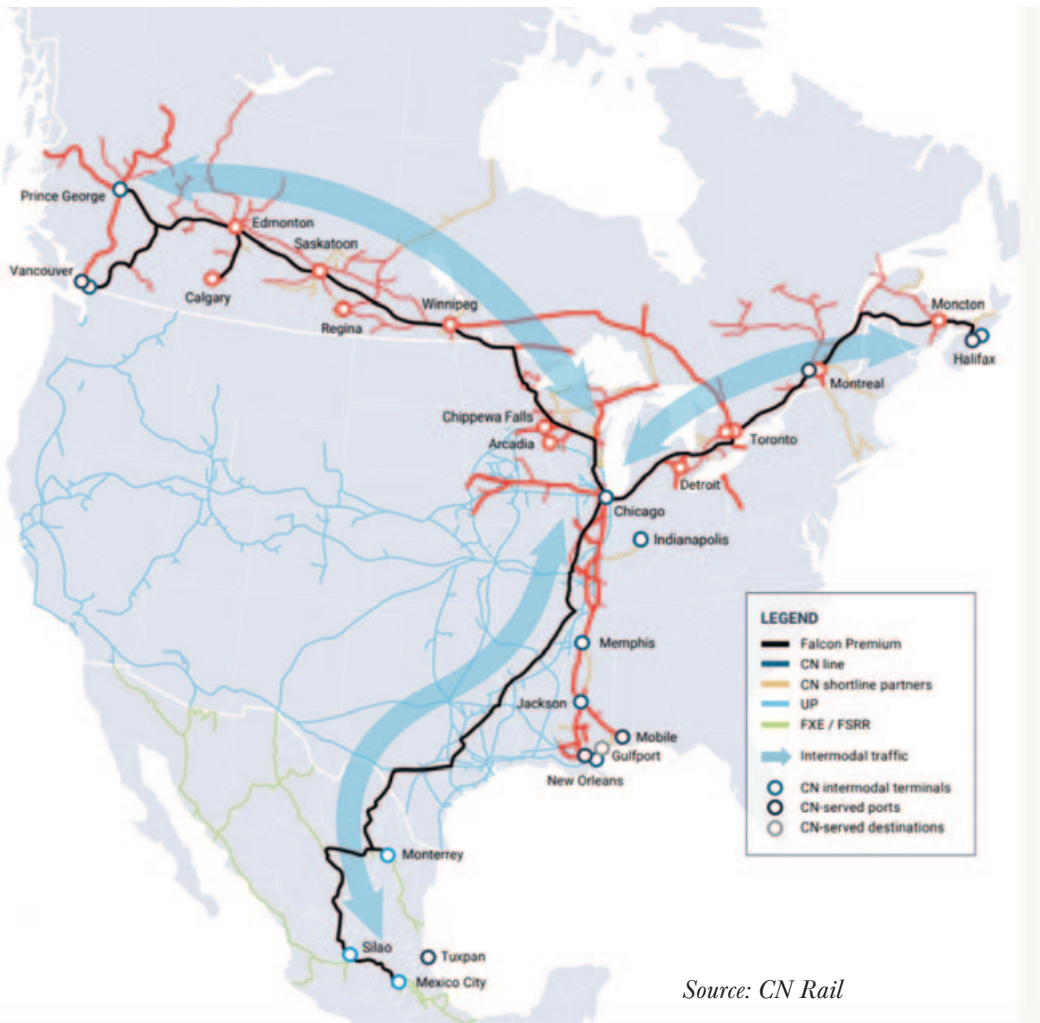 Prince George
Edmonton
Saskatoon
Vancouver
Calgary
Winnipeg
Regina
Moncton
Halifax
Montreal
Chippewa Falls
Arcadia
Toronto
Detroit
Chicago
Indianapolis
Memphis
Jackson
Mobile
Gulfport
New Orleans
Monterrey
Silao
Tuxpan
Mexico City
LEGEND
Falcon Premium
CN line
CN shortline partners
UP
FXE / FSRR
Intermodal traffic
CN intermodal terminals
CN-served ports
CN-served destinations
Source: CN Rail